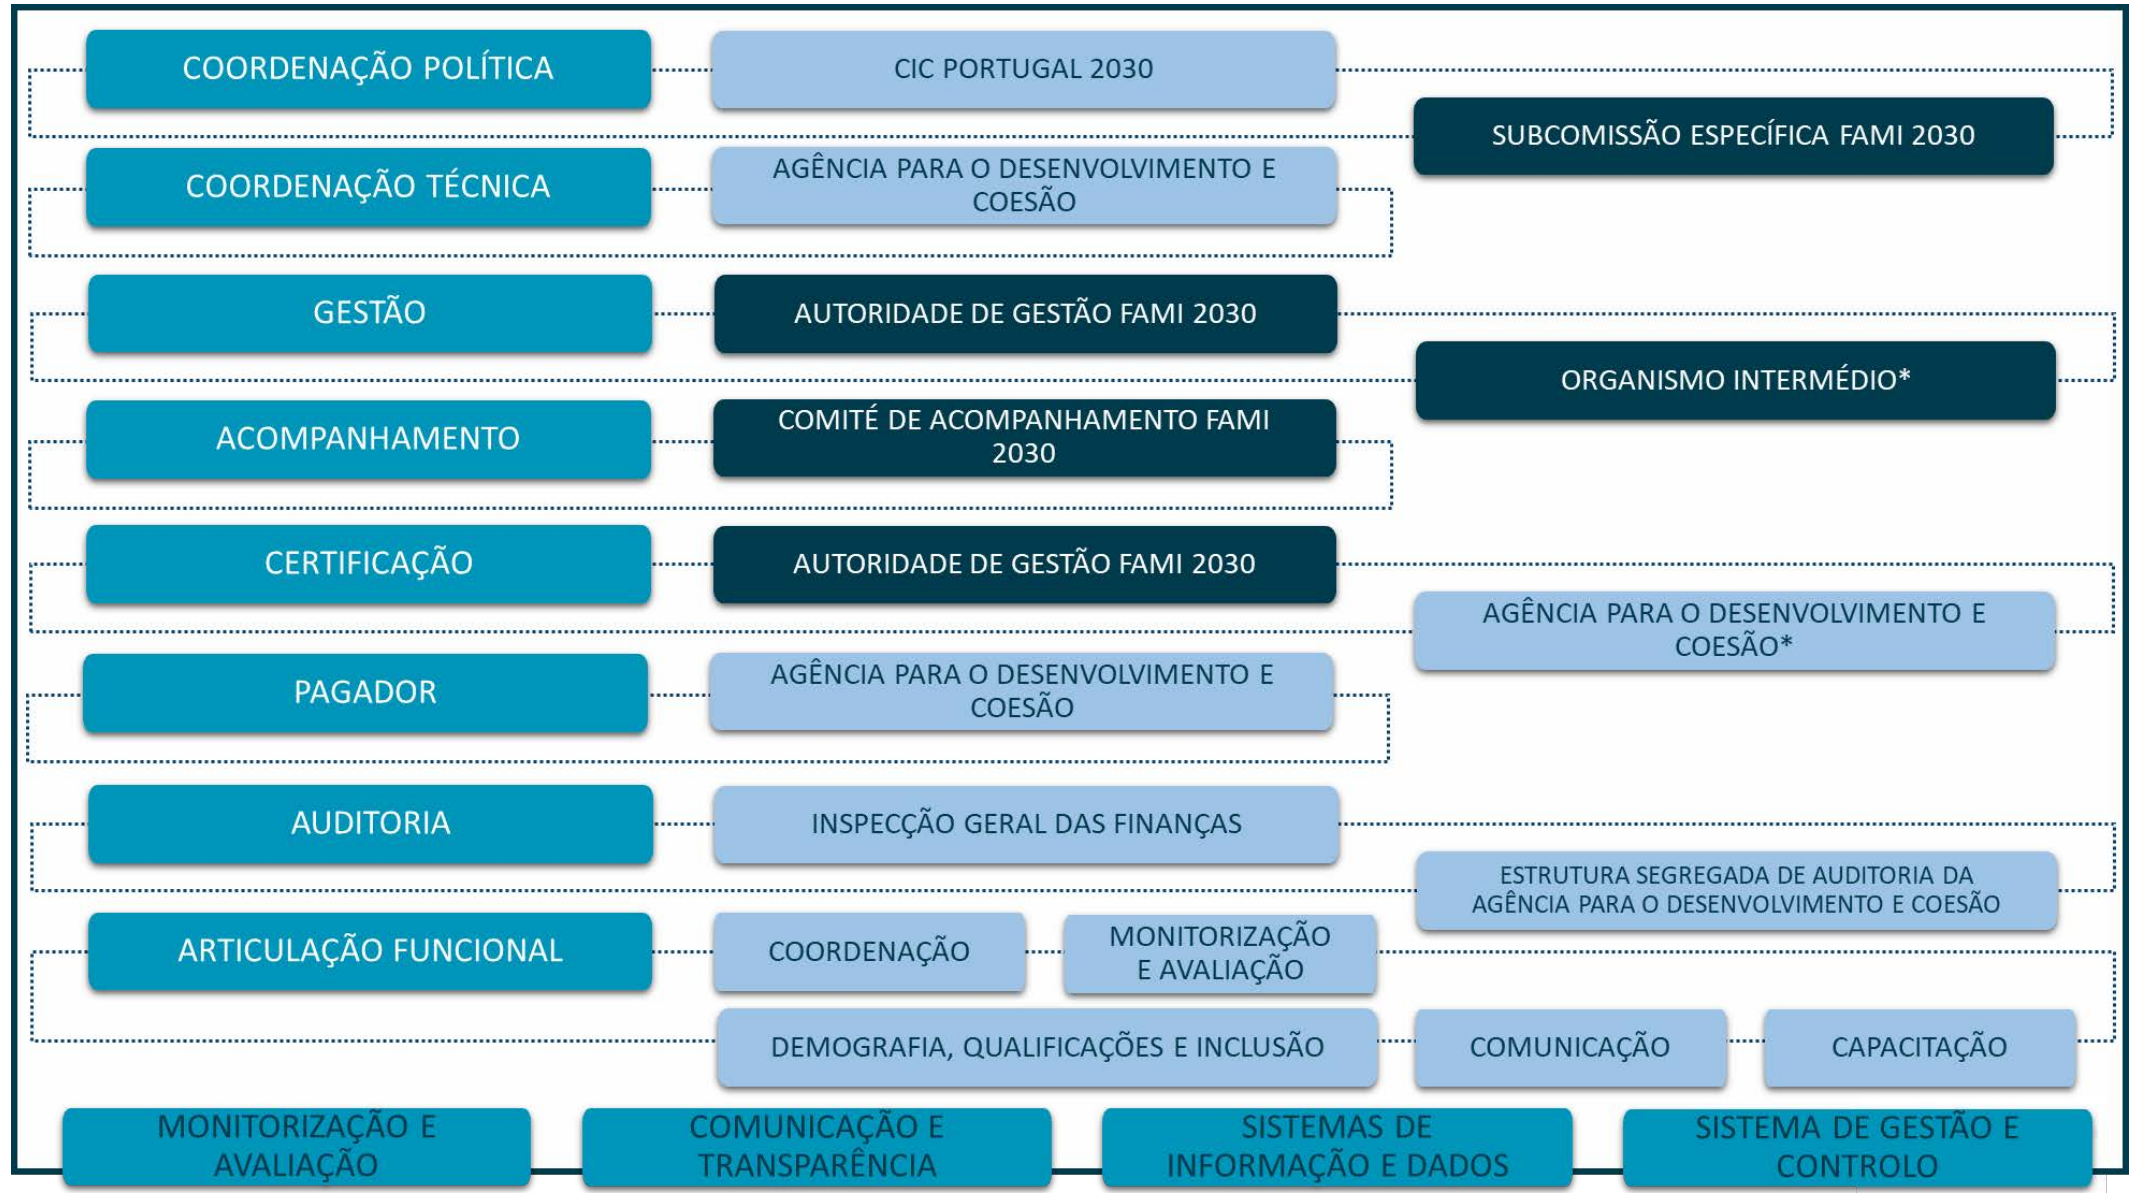 COORDENAÇÃO POLÍTICA
CIC PORTUGAL 2030
SUBCOMISSÃO ESPECÍFICA FAMI 2030
COORDENAÇÃO TÉCNICA
AGÊNCIA PARA O DESENVOLVIMENTO E
COESÃO
GESTÃO
AUTORIDADE DE GESTÃO FAMI 2030
ORGANISMO INTERMÉDIO*
ACOMPANHAMENTO
COMITÉ DE ACOMPANHAMENTO FAMI
2030
CERTIFICAÇÃO
AUTORIDADE DE GESTÃO FAMI 2030
AGÊNCIA PARA O DESENVOLVIMENTO E
COESÃO*
PAGADOR
AGÊNCIA PARA O DESENVOLVIMENTO E
COESÃO
AUDITORIA
INSPECÇÃO GERAL DAS FINANÇAS
ESTRUTURA SEGREGADA DE AUDITORIA DA
AGÊNCIA PARA O DESENVOLVIMENTO E COESÃO
ARTICULAÇÃO FUNCIONAL
COORDENAÇÃO
MONITORIZAÇÃO
E AVALIAÇÃO
DEMOGRAFIA, QUALIFICAÇÕES E INCLUSÃO
COMUNICAÇÃO
CAPACITAÇÃO
MONITORIZAÇÃO E
AVALIAÇÃO
COMUNICAÇÃO E
TRANSPARÊNCIA
SISTEMAS DE
INFORMAÇÃO E DADOS
SISTEMA DE GESTÃO E
CONTROLO